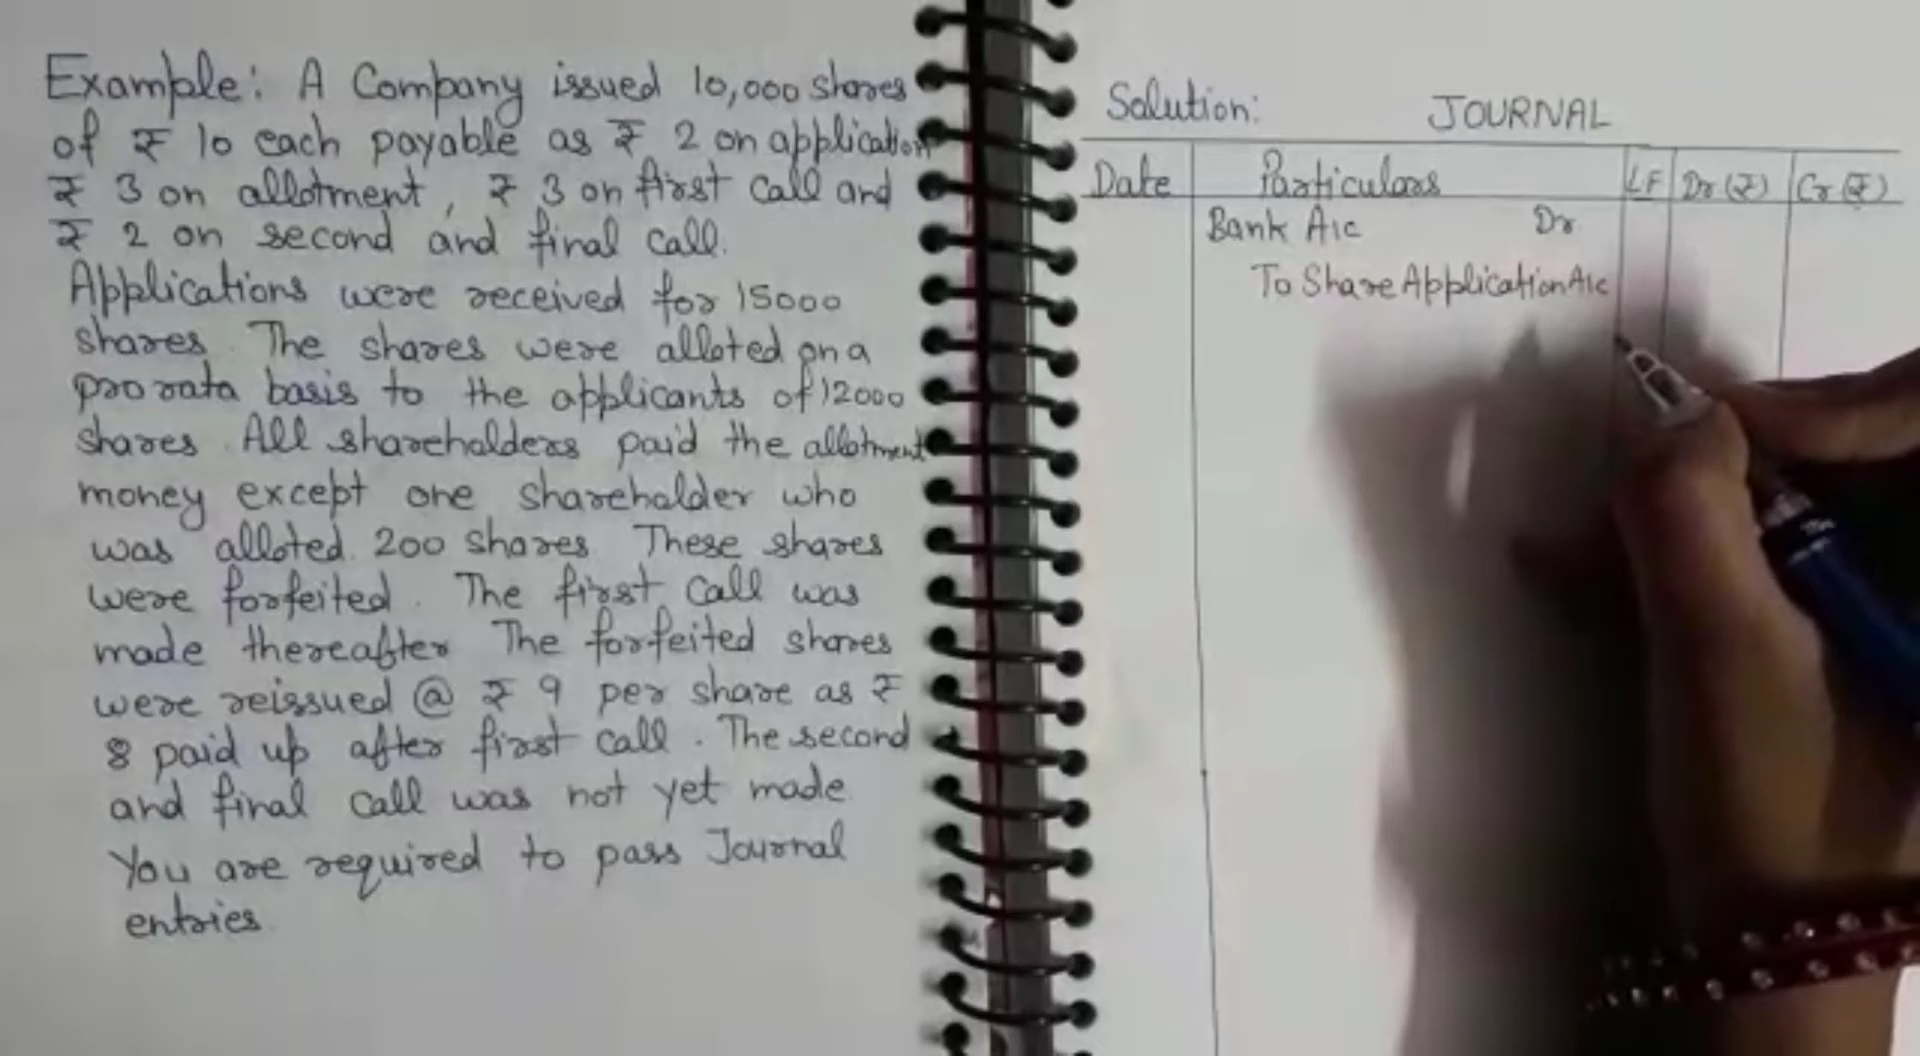 Example: A Company issued 10,000 shares
of ₹ 10 each payable as ₹ 2 on application
₹ 3 on allotment, ₹ 3 on first call and
₹ 2 on second and final call.
Applications were received for 15000
shares. The shares were alloted on a
pro rata basis to the applicants of 12000
shares. All shareholders paid the allotment
money except one shareholder who
was alloted 200 shares. These shares
were forfeited. The first call was
made thereafter. The forfeited shares
were reissued @ ₹ 9 per share as ₹
8 paid up after first call. The second
and final call was not yet made.
You are required to pass Journal
entries.
Solution: JOURNAL
Date Particulars LF Dr (₹) Cr (₹)
Bank A/c Dr
To Share Application A/c